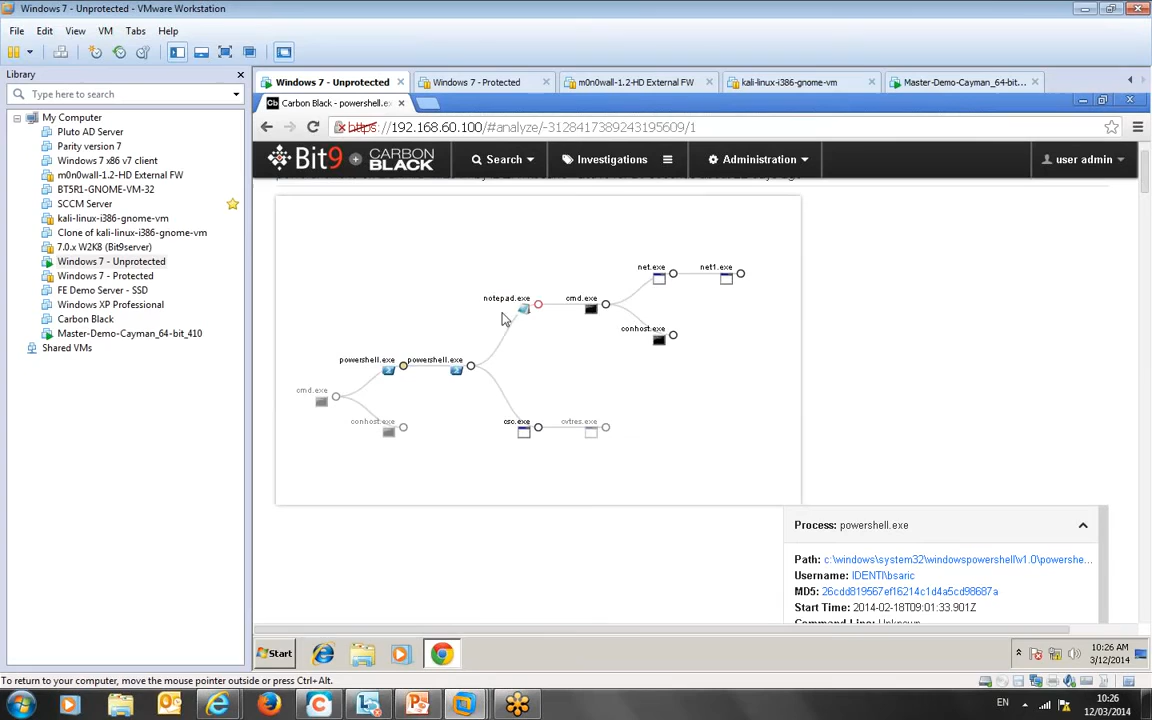 Windows 7 - Unprotected - VMware Workstation
File Edit View VM Tabs Help
Library
Type here to search
My Computer
Pluto AD Server
Parity version 7
Windows 7 x86 v7 client
m0n0wall-1.2-HD External FW
BT5R1-GNOME-VM-32
SCCM Server
kali-linux-i386-gnome-vm
Clone of kali-linux-i386-gnome-vm
7.0.x W2K8 (Bit9server)
Windows 7 - Unprotected
Windows 7 - Protected
FE Demo Server - SSD
Windows XP Professional
Carbon Black
Master-Demo-Cayman_64-bit_410
Shared VMs
Windows 7 - Unprotected Windows 7 - Protected m0n0wall-1.2-HD External FW kali-linux-i386-gnome-vm Master-Demo-Cayman_64-bit...
Cb Carbon Black - powershell.ex
https://192.168.60.100/#analyze/-3128417389243195609/1
Bit9 + CARBON BLACK Search Investigations Administration user admin
net.exe net1.exe
notepad.exe cmd.exe
conhost.exe
powershell.exe powershell.exe
cmd.exe
conhost.exe csc.exe cvtres.exe
Process: powershell.exe
Path: c:\windows\system32\windowspowershell\v1.0\powershe...
Username: IDENTI\bsaric
MD5: 26cdd819567ef16214c1d4a5cd98687a
Start Time: 2014-02-18T09:01:33.901Z
Command Line: Unknown
Start
10:26 AM
3/12/2014
To return to your computer, move the mouse pointer outside or press Ctrl+Alt.
EN
10:26
12/03/2014